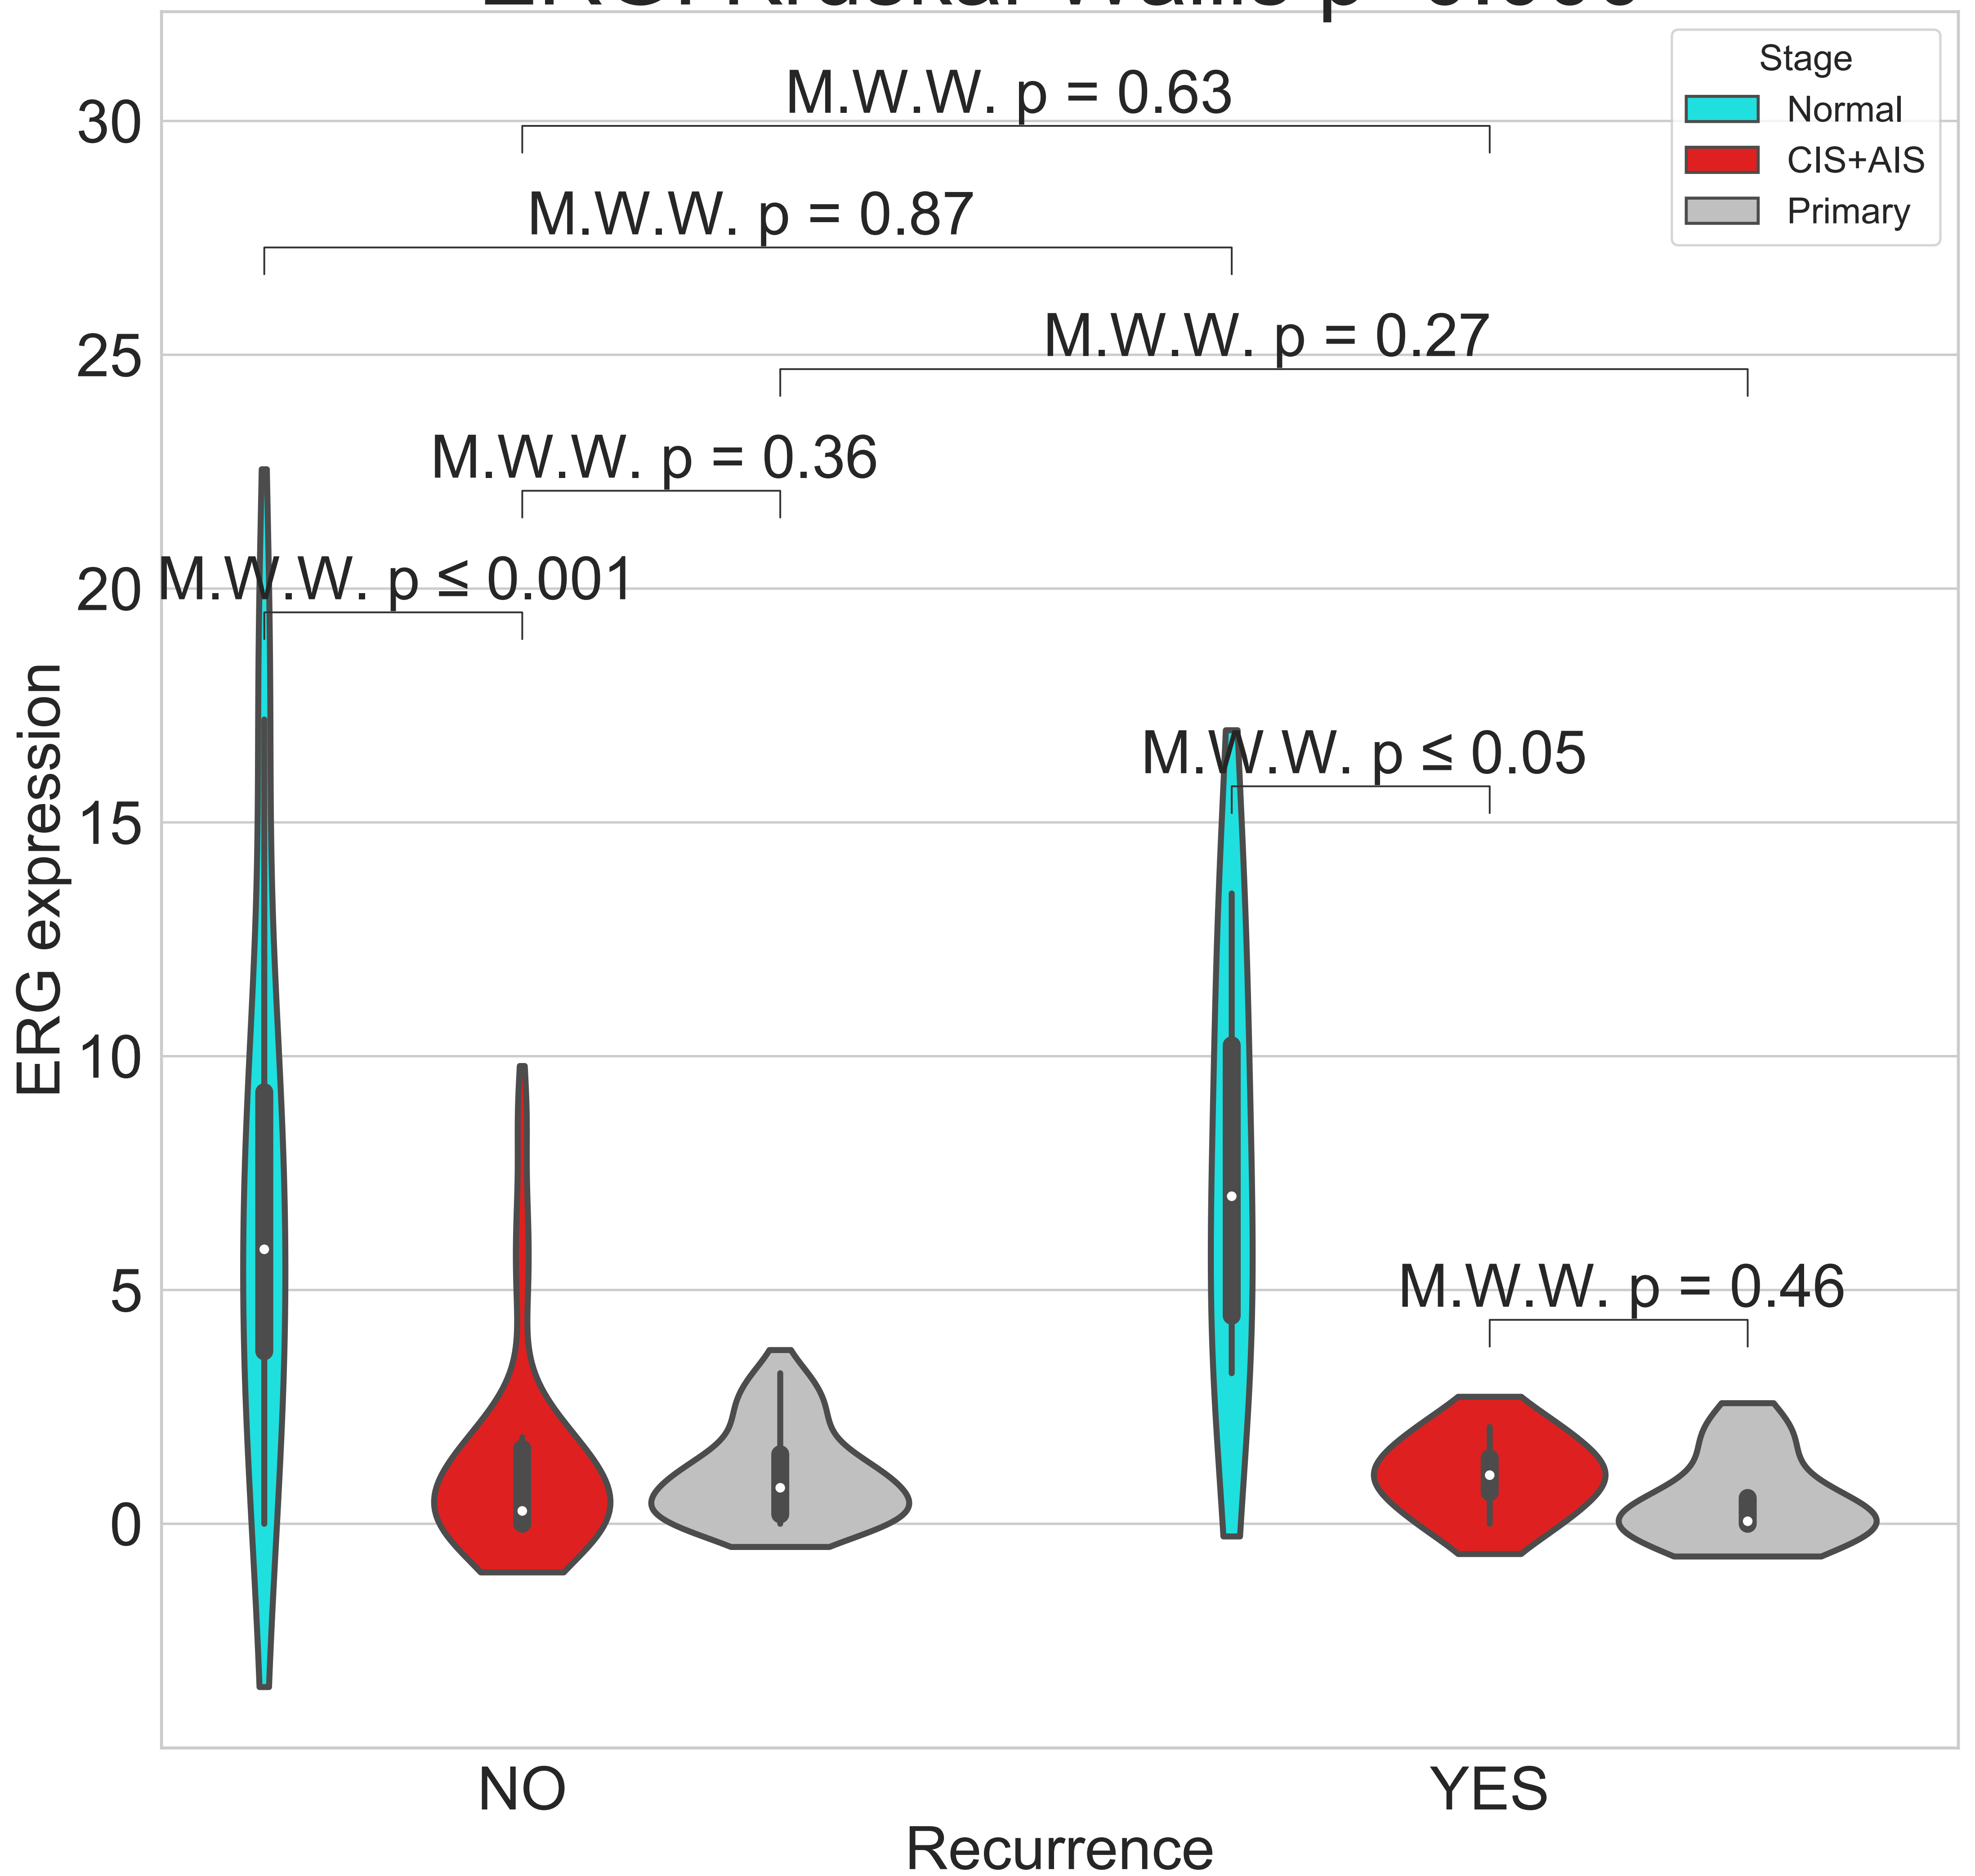 Stage
Normal
CIS+AIS
Primary
M.W.W. p = 0.63
M.W.W. p = 0.87
M.W.W. p = 0.27
M.W.W. p = 0.36
M.W.W. p ≤ 0.001
M.W.W. p ≤ 0.05
M.W.W. p = 0.46
30
25
20
15
10
5
0
ERG expression
NO
YES
Recurrence